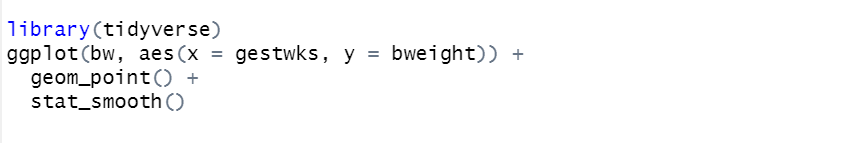 library(tidyverse)
ggplot(bw, aes(x = gestwks, y = bweight)) +
  geom_point() +
  stat_smooth()